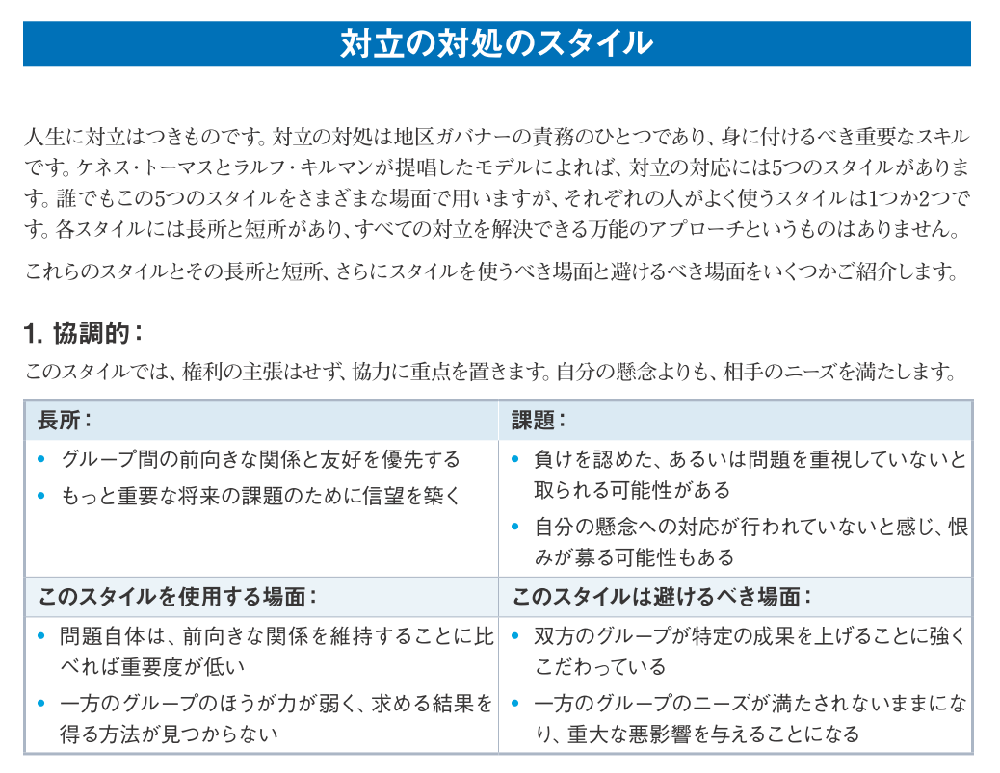 対立の対処のスタイル
人生に対立はつきものです。対立の対処は地区ガバナーの責務のひとつであり、身に付けるべき重要なスキル
です。ケネス・トーマスとラルフ・キルマンが提唱したモデルによれば、対立の対応には5つのスタイルがありま
す。誰でもこの5つのスタイルをさまざまな場面で用いますが、それぞれの人がよく使うスタイルは1つか2つで
す。各スタイルには長所と短所があり、すべての対立を解決できる万能のアプローチというものはありません。
これらのスタイルとその長所と短所、さらにスタイルを使うべき場面と避けるべき場面をいくつかご紹介します。
1. 協調的：
このスタイルでは、権利の主張はせず、協力に重点を置きます。自分の懸念よりも、相手のニーズを満たします。
長所：
• グループ間の前向きな関係と友好を優先する
• もっと重要な将来の課題のために信望を築く
課題：
• 負けを認めた、あるいは問題を重視していないと
取られる可能性がある
• 自分の懸念への対応が行われていないと感じ、恨
みが募る可能性もある
このスタイルを使用する場面：
• 問題自体は、前向きな関係を維持することに比
べれば重要度が低い
• 一方のグループのほうが力が弱く、求める結果を
得る方法が見つからない
このスタイルは避けるべき場面：
• 双方のグループが特定の成果を上げることに強く
こだわっている
• 一方のグループのニーズが満たされないままにな
り、重大な悪影響を与えることになる